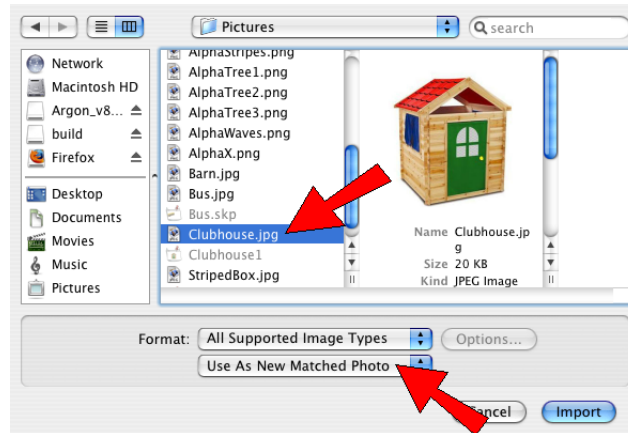 Pictures
search
Network
Macintosh HD
Argon_v8...
build
Firefox
Desktop
Documents
Movies
Music
Pictures
AlphaStripes.png
AlphaTree1.png
AlphaTree2.png
AlphaTree3.png
AlphaWaves.png
AlphaX.png
Barn.jpg
Bus.jpg
Bus.skp
Clubhouse.jpg
Clubhouse1
StripedBox.jpg
Name Clubhouse.jp
g
Size 20 KB
Kind JPEG Image
Format: All Supported Image Types Options...
Use As New Matched Photo
Cancel Import